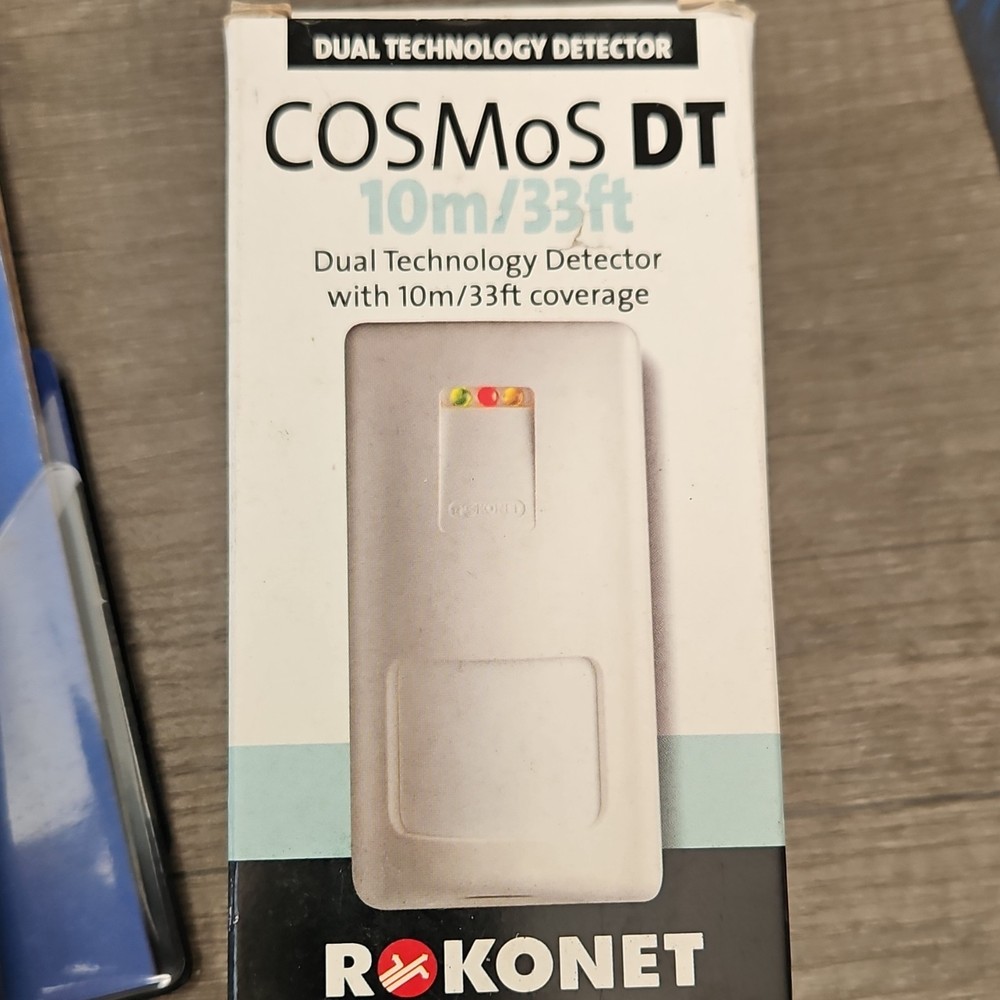 DUAL TECHNOLOGY DETECTOR
COSMoS DT
10m/33ft
Dual Technology Detector
with 10m/33ft coverage
ROKONET
ROKONET